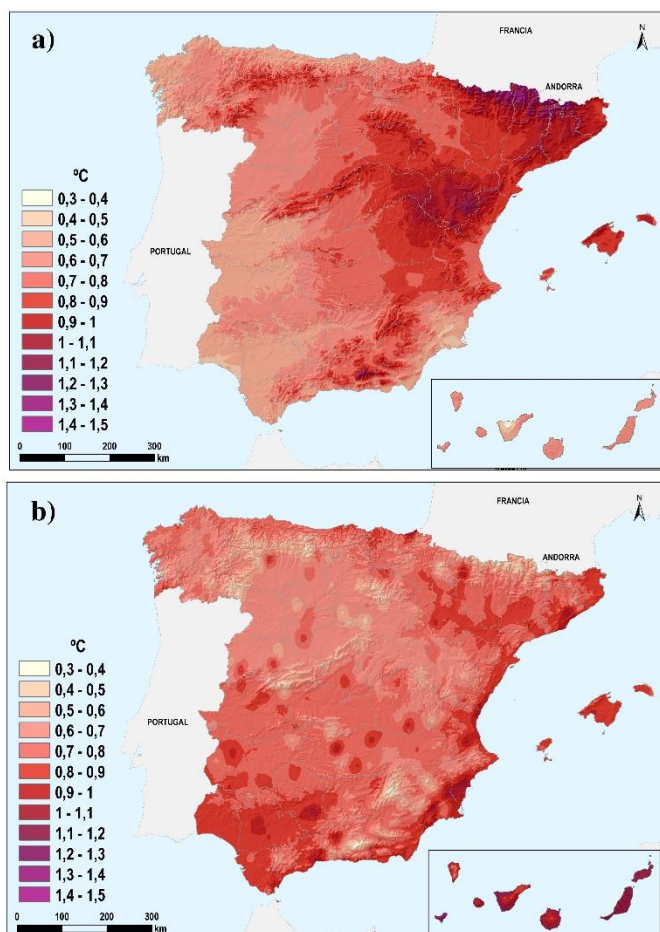 a)
FRANCIA
N
ANDORRA
ºC
0,3 - 0,4
0,4 - 0,5
0,5 - 0,6
0,6 - 0,7
0,7 - 0,8
0,8 - 0,9
0,9 - 1
1 - 1,1
1,1 - 1,2
1,2 - 1,3
1,3 - 1,4
1,4 - 1,5
PORTUGAL
0 100 200 300
km
b)
FRANCIA
N
ANDORRA
ºC
0,3 - 0,4
0,4 - 0,5
0,5 - 0,6
0,6 - 0,7
0,7 - 0,8
0,8 - 0,9
0,9 - 1
1 - 1,1
1,1 - 1,2
1,2 - 1,3
1,3 - 1,4
1,4 - 1,5
PORTUGAL
0 100 200 300
km